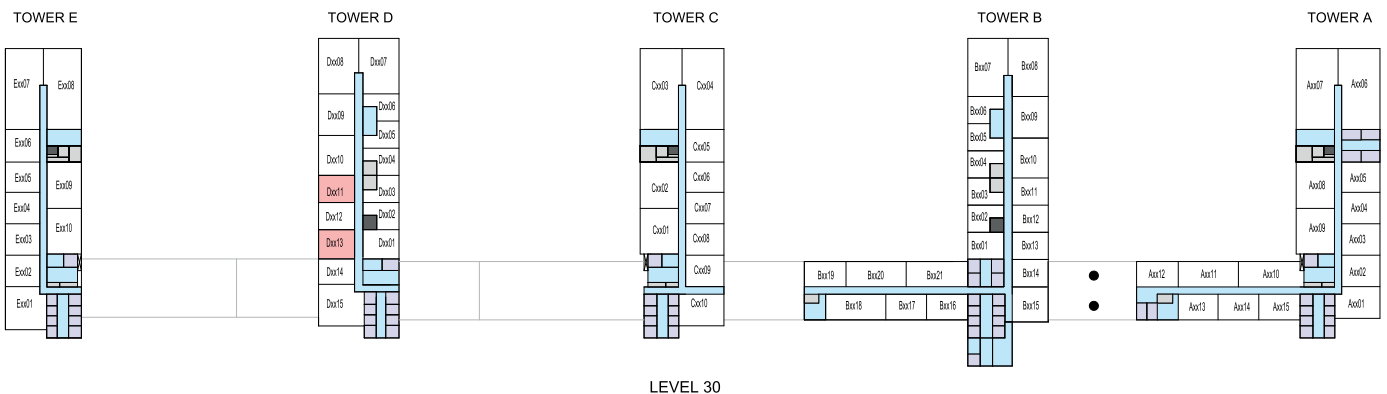 TOWER E
TOWER D
TOWER C
TOWER B
TOWER A
Exx07
Exx08
Exx06
Exx05
Exx09
Exx04
Exx03
Exx10
Exx02
Exx01
Dxx08
Dxx07
Dxx09
Dxx06
Dxx05
Dxx10
Dxx04
Dxx11
Dxx03
Dxx12
Dxx02
Dxx13
Dxx01
Dxx14
Dxx15
Cxx03
Cxx04
Cxx05
Cxx02
Cxx06
Cxx07
Cxx01
Cxx08
Cxx09
Cxx10
Bxx07
Bxx08
Bxx06
Bxx09
Bxx05
Bxx04
Bxx10
Bxx03
Bxx11
Bxx02
Bxx12
Bxx01
Bxx13
Bxx19
Bxx20
Bxx21
Bxx14
Bxx18
Bxx17
Bxx16
Bxx15
Axx07
Axx06
Axx08
Axx05
Axx04
Axx09
Axx03
Axx12
Axx11
Axx10
Axx02
Axx13
Axx14
Axx15
Axx01
LEVEL 30